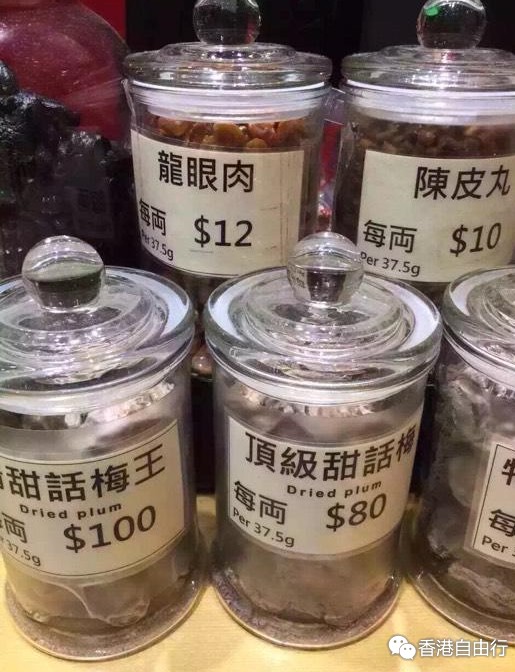 龍眼肉
每両 $12
Per 37.5g
陳皮丸
每両 $10
Per 37.5g
甜話梅王
Dried plum
每両 $100
Per 37.5g
頂級甜話梅
Dried plum
每両 $80
Per 37.5g
每
Per
香港自由行